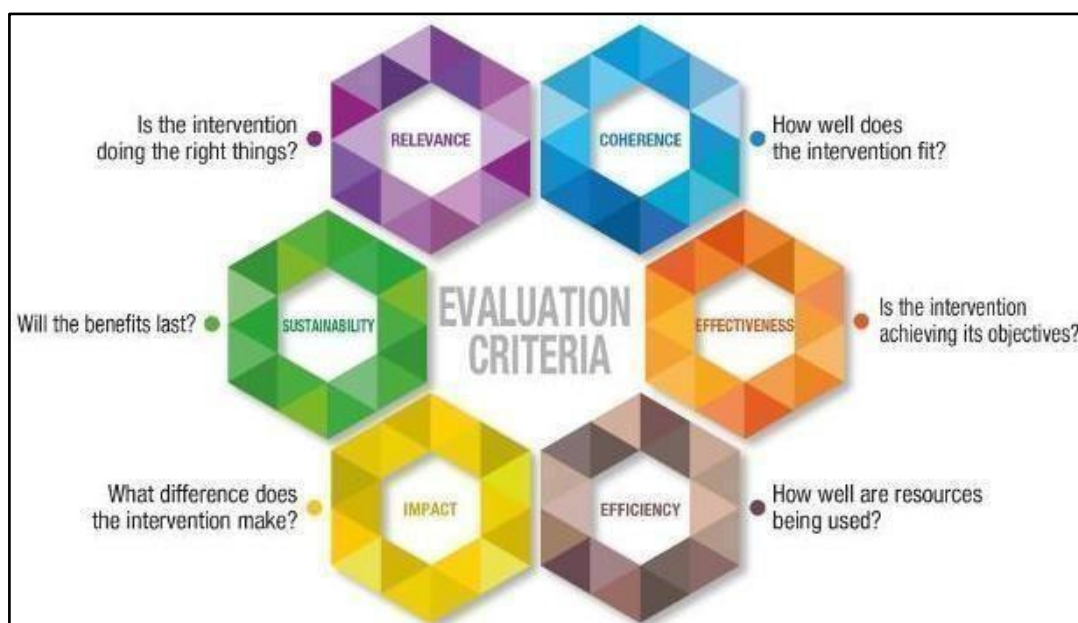 Is the intervention
doing the right things?
RELEVANCE
COHERENCE
How well does
the intervention fit?
Will the benefits last?
SUSTAINABILITY
EVALUATION
CRITERIA
EFFECTIVENESS
Is the intervention
achieving its objectives?
What difference does
the intervention make?
IMPACT
EFFICIENCY
How well are resources
being used?